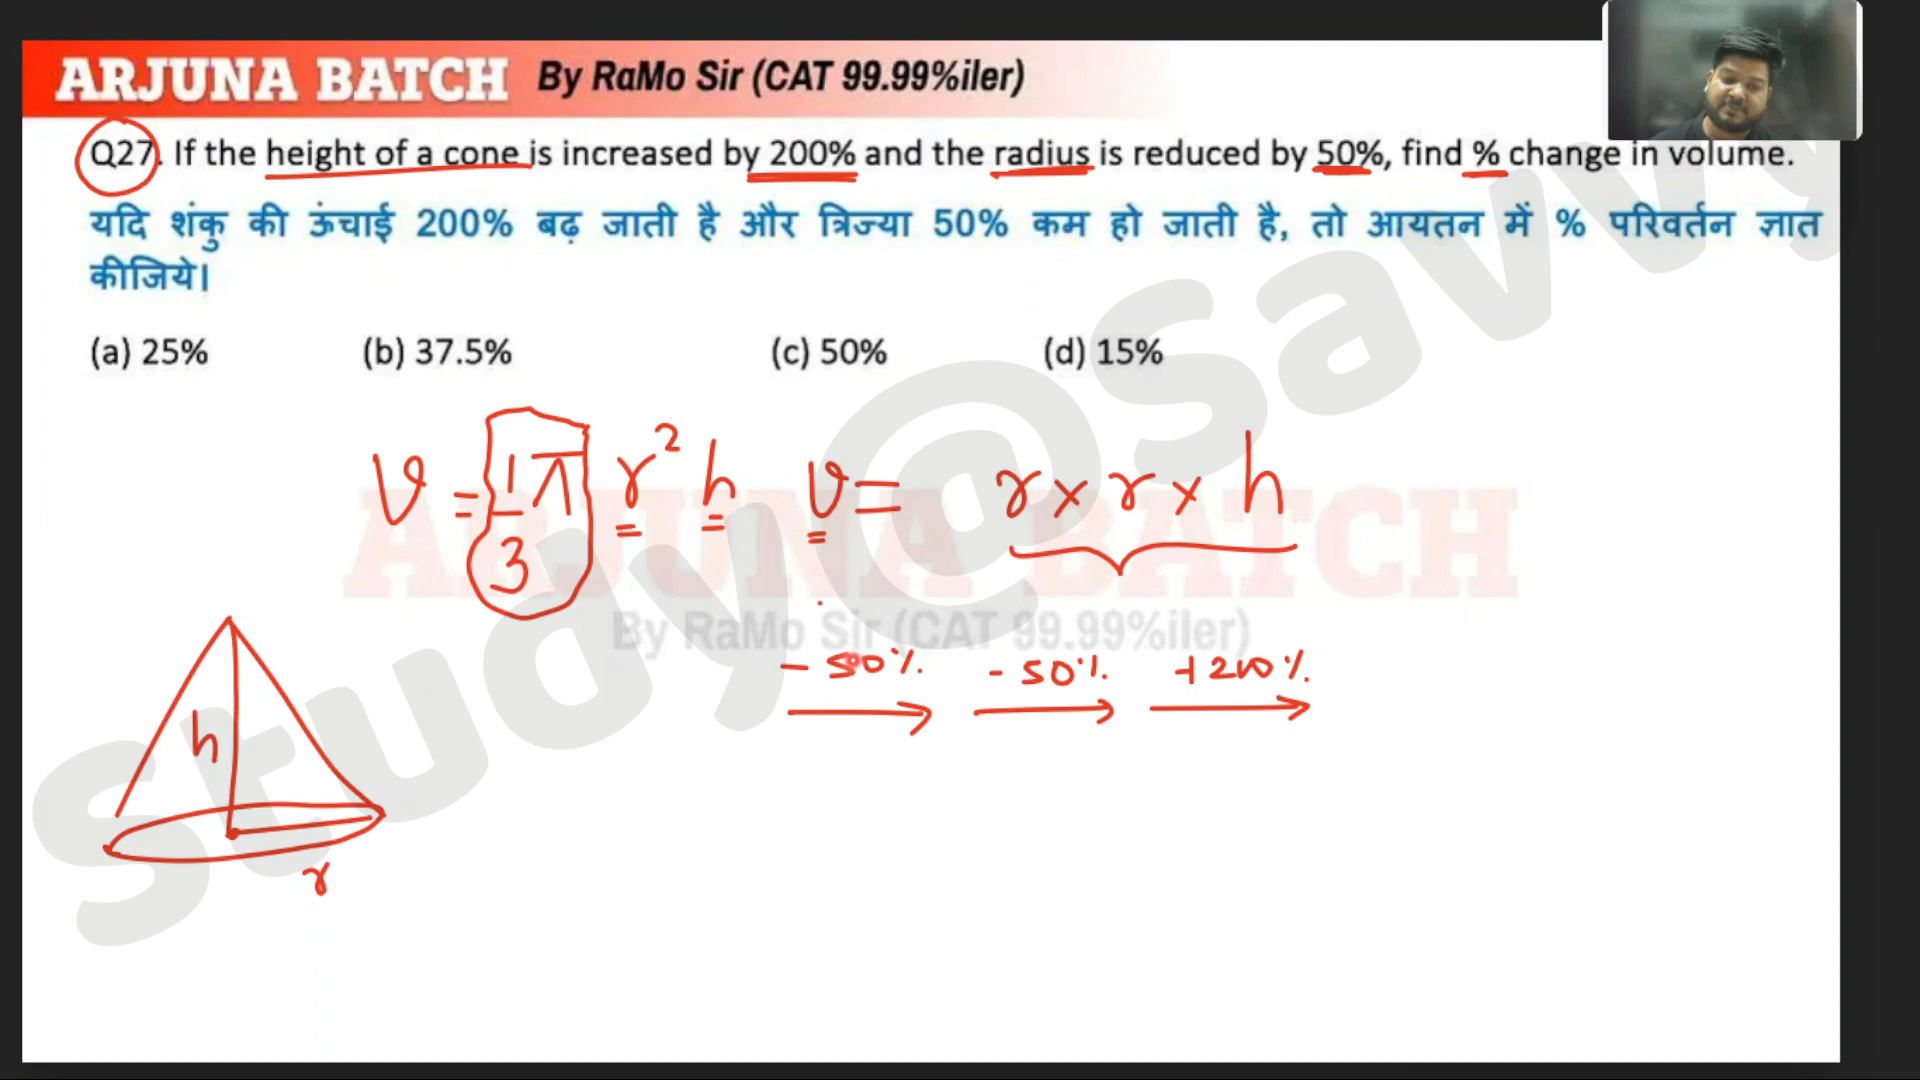 ARJUNA BATCH By RaMo Sir (CAT 99.99%iler)
Q27. If the height of a cone is increased by 200% and the radius is reduced by 50%, find % change in volume.
यदि शंकु की ऊंचाई 200% बढ़ जाती है और त्रिज्या 50% कम हो जाती है, तो आयतन में % परिवर्तन ज्ञात
कीजिये।
(a) 25% (b) 37.5% (c) 50% (d) 15%
v = 1/3 π r² h v = r × r × h
ARJUNA BATCH
By RaMo Sir (CAT 99.99%iler)
- 50% - 50% +200%
h
r
Study@Savvy